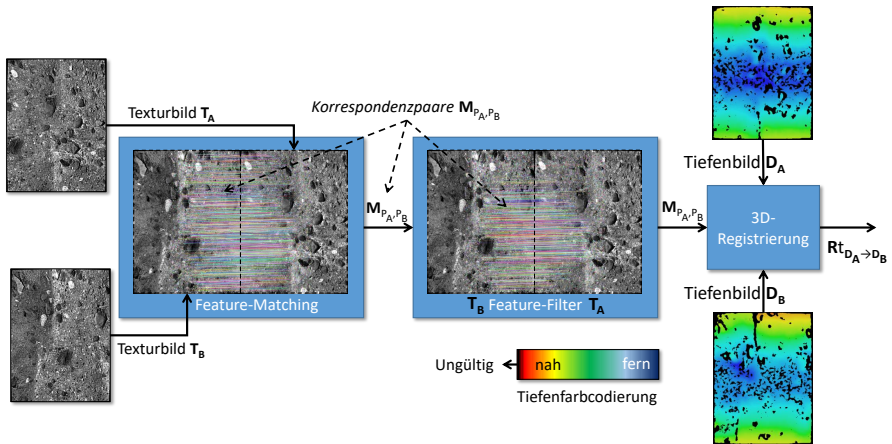 Texturbild T_A
Korrespondenzpaare M_{P_A,P_B}
Tiefenbild D_A
M_{P_A,P_B}
M_{P_A,P_B}
3D-
Registrierung
Rt_{D_A→D_B}
Feature-Matching
T_B Feature-Filter T_A
Tiefenbild D_B
Texturbild T_B
Ungültig
nah
fern
Tiefenfarbcodierung